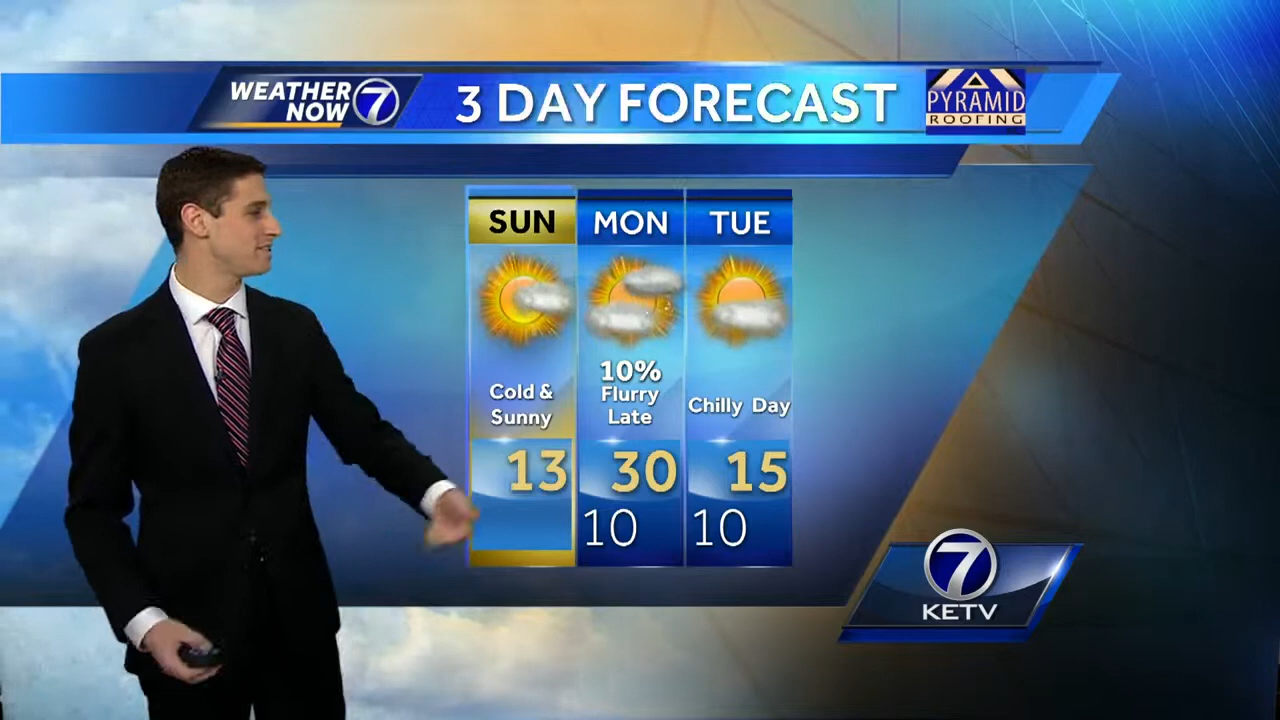 WEATHER
NOW 7
3 DAY FORECAST
PYRAMID
ROOFING
SUN
MON
TUE
Cold &
Sunny
10%
Flurry
Late
Chilly Day
13
30
15
10
10
7
KETV